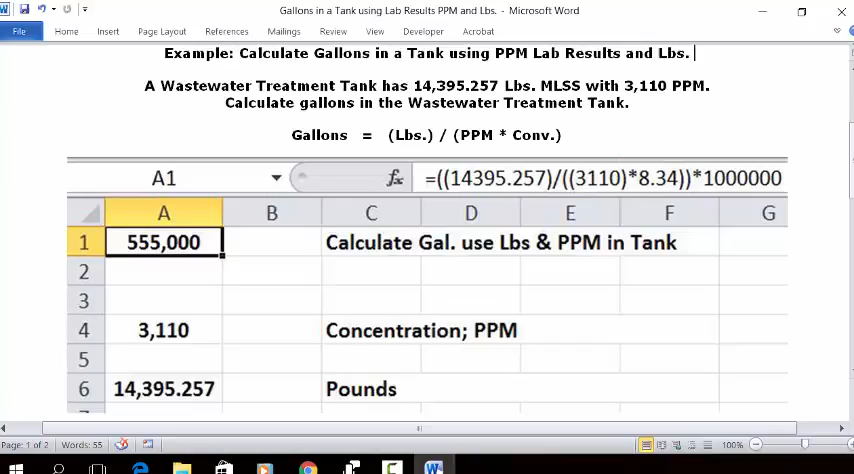 Gallons in a Tank using Lab Results PPM and Lbs. - Microsoft Word
File Home Insert Page Layout References Mailings Review View Developer Acrobat
Example: Calculate Gallons in a Tank using PPM Lab Results and Lbs.
A Wastewater Treatment Tank has 14,395.257 Lbs. MLSS with 3,110 PPM.
Calculate gallons in the Wastewater Treatment Tank.
Gallons = (Lbs.) / (PPM * Conv.)
A1 fx =((14395.257)/((3110)*8.34))*1000000
A B C D E F G
1 555,000 Calculate Gal. use Lbs & PPM in Tank
2
3
4 3,110 Concentration; PPM
5
6 14,395.257 Pounds
Page: 1 of 2 Words: 55 100%